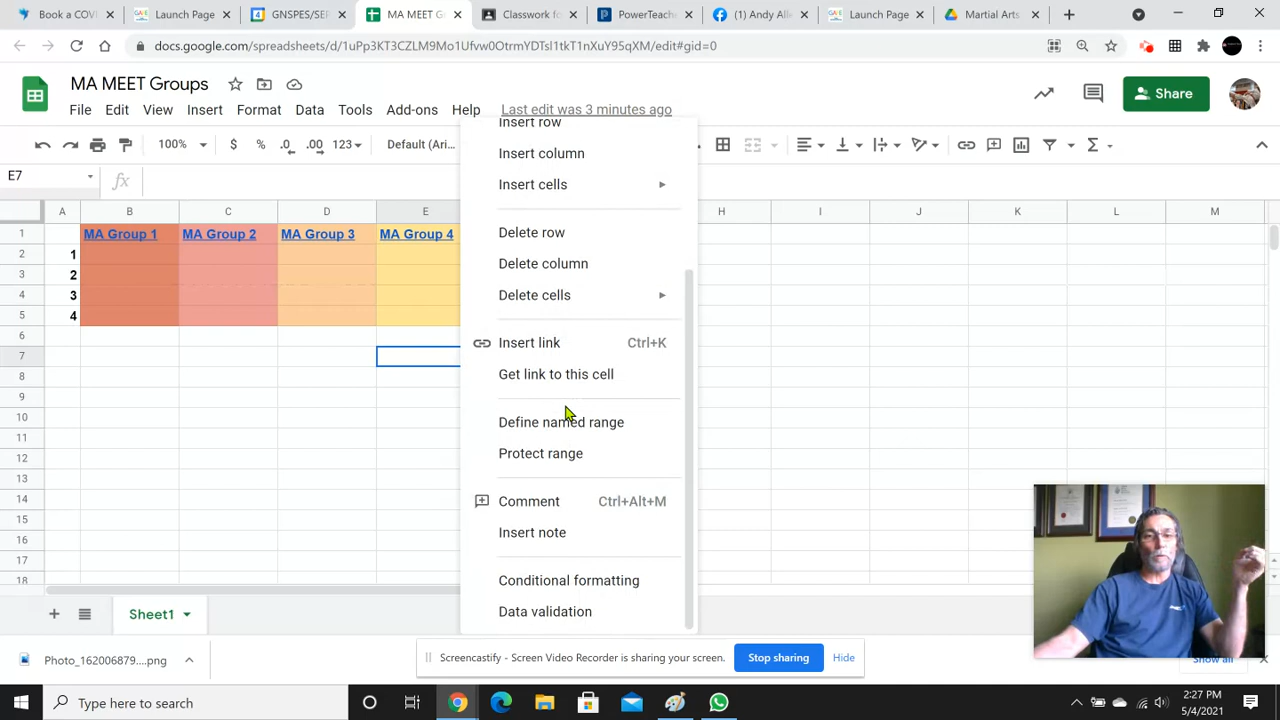 Book a COVI
Launch Page
GNSPES/SEP
MA MEET G
Classwork fo
PowerTeache
(1) Andy Alle
Launch Page
Martial Arts
docs.google.com/spreadsheets/d/1uPp3KT3CZLM9Mo1Ufvw0OtrmYDTsl1tkT1nXuY95qXM/edit#gid=0
MA MEET Groups
File Edit View Insert Format Data Tools Add-ons Help Last edit was 3 minutes ago
Share
100% $ % .0 .00 123 Default (Ari...
E7 fx
A B C D E H I J K L M
1 MA Group 1 MA Group 2 MA Group 3 MA Group 4
2 1
3 2
4 3
5 4
6
7
8
9
10
11
12
13
14
15
16
17
18
Insert row
Insert column
Insert cells
Delete row
Delete column
Delete cells
Insert link Ctrl+K
Get link to this cell
Define named range
Protect range
Comment Ctrl+Alt+M
Insert note
Conditional formatting
Data validation
Sheet1
Photo_162006879....png
Screencastify - Screen Video Recorder is sharing your screen.
Stop sharing
Hide
Show all
Type here to search
2:27 PM
5/4/2021